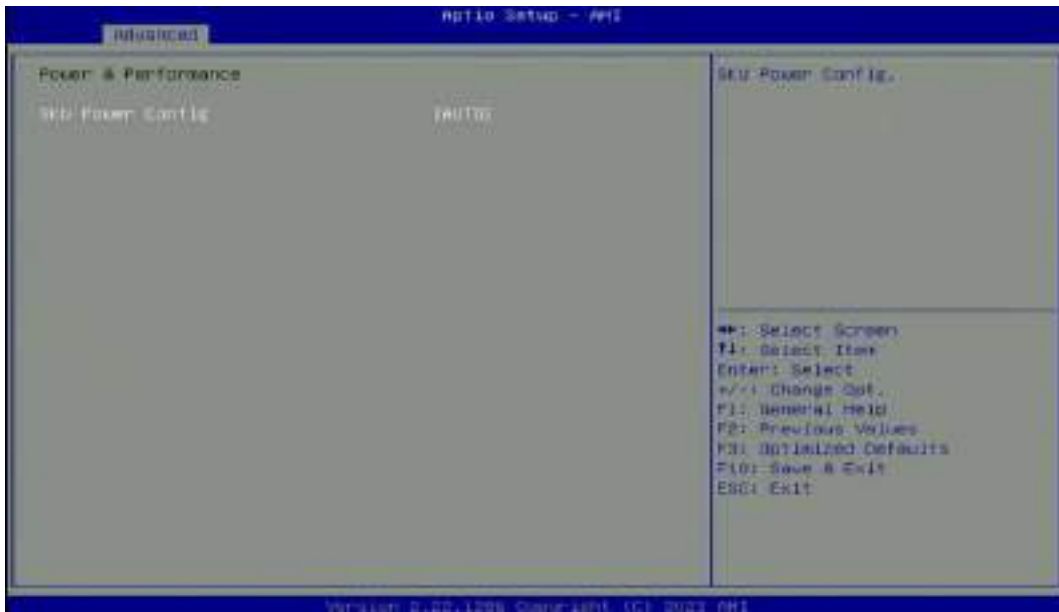 Aptio Setup - AMI
Advanced
Power & Performance
SKU Power Config [AUTO]
SKU Power Config.
↔: Select Screen
↑↓: Select Item
Enter: Select
+/-: Change Opt.
F1: General Help
F2: Previous Values
F3: Optimized Defaults
F10: Save & Exit
ESC: Exit
Version Copyright (C) AMI